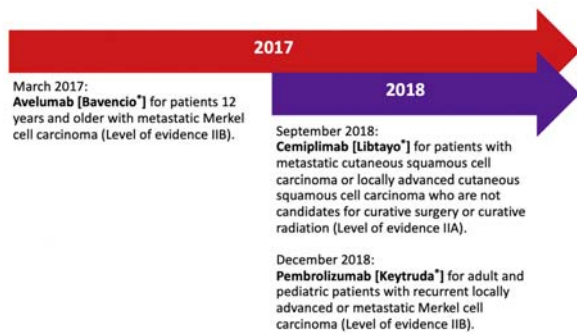 2017
March 2017:
Avelumab [Bavencio*] for patients 12
years and older with metastatic Merkel
cell carcinoma (Level of evidence IIB).
2018
September 2018:
Cemiplimab [Libtayo*] for patients with
metastatic cutaneous squamous cell
carcinoma or locally advanced cutaneous
squamous cell carcinoma who are not
candidates for curative surgery or curative
radiation (Level of evidence IIA).
December 2018:
Pembrolizumab [Keytruda*] for adult and
pediatric patients with recurrent locally
advanced or metastatic Merkel cell
carcinoma (Level of evidence IIB).